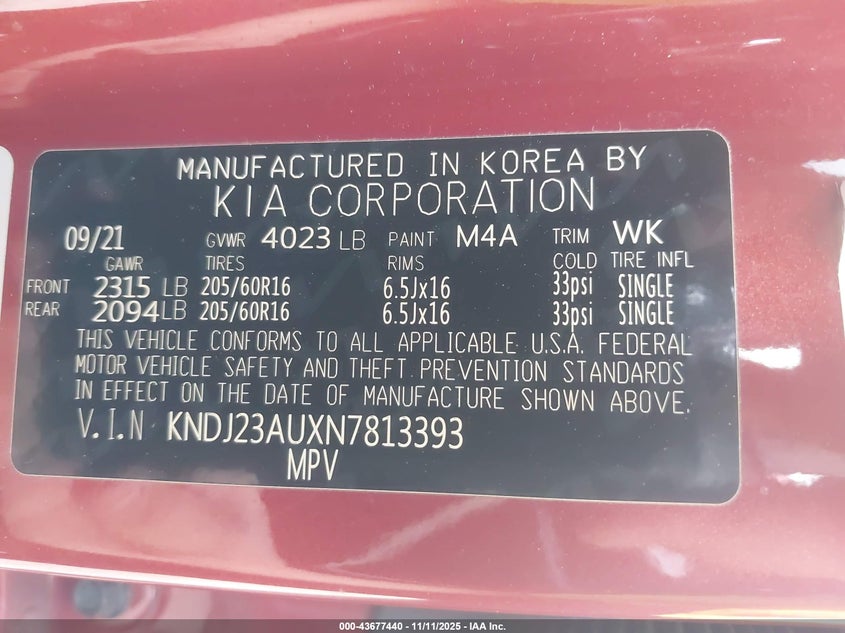 MANUFACTURED IN KOREA BY
KIA CORPORATION
09/21 GVWR 4023 LB PAINT M4A TRIM WK
GAWR TIRES RIMS COLD TIRE INFL
FRONT 2315 LB 205/60R16 6.5Jx16 33psi SINGLE
REAR 2094 LB 205/60R16 6.5Jx16 33psi SINGLE
THIS VEHICLE CONFORMS TO ALL APPLICABLE U.S.A. FEDERAL
MOTOR VEHICLE SAFETY AND THEFT PREVENTION STANDARDS
IN EFFECT ON THE DATE OF MANUFACTURE SHOWN ABOVE.
V.I.N KNDJ23AUXN7813393
MPV
000-43677440 - 11/11/2025 - IAA Inc.